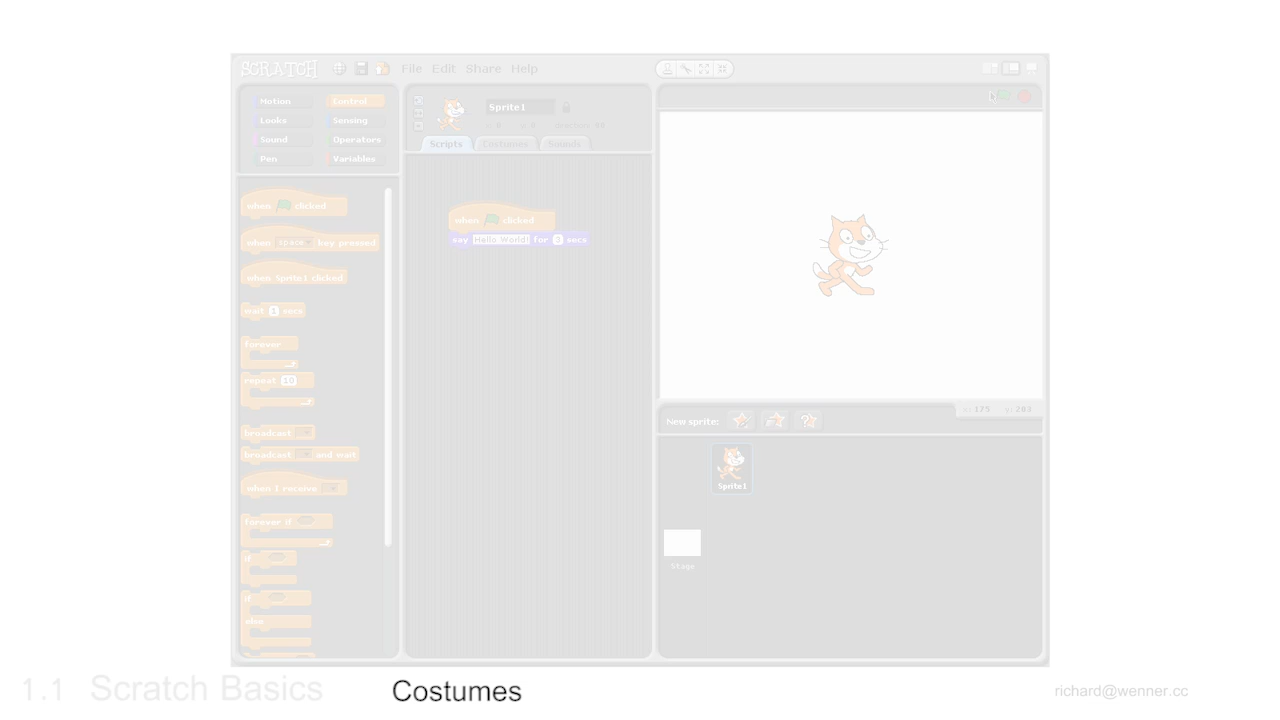 SCRATCH File Edit Share Help
Motion Control
Looks Sensing
Sound Operators
Pen Variables
Sprite1
Scripts Costumes Sounds
when clicked
when space key pressed
when Sprite1 clicked
wait 1 secs
forever
repeat 10
broadcast
broadcast and wait
when I receive
forever if
if
if
else
when clicked
say Hello World! for 3 secs
x: 175 y: 283
New sprite:
Sprite1
Stage
1.1 Scratch Basics Costumes richard@wenner.cc